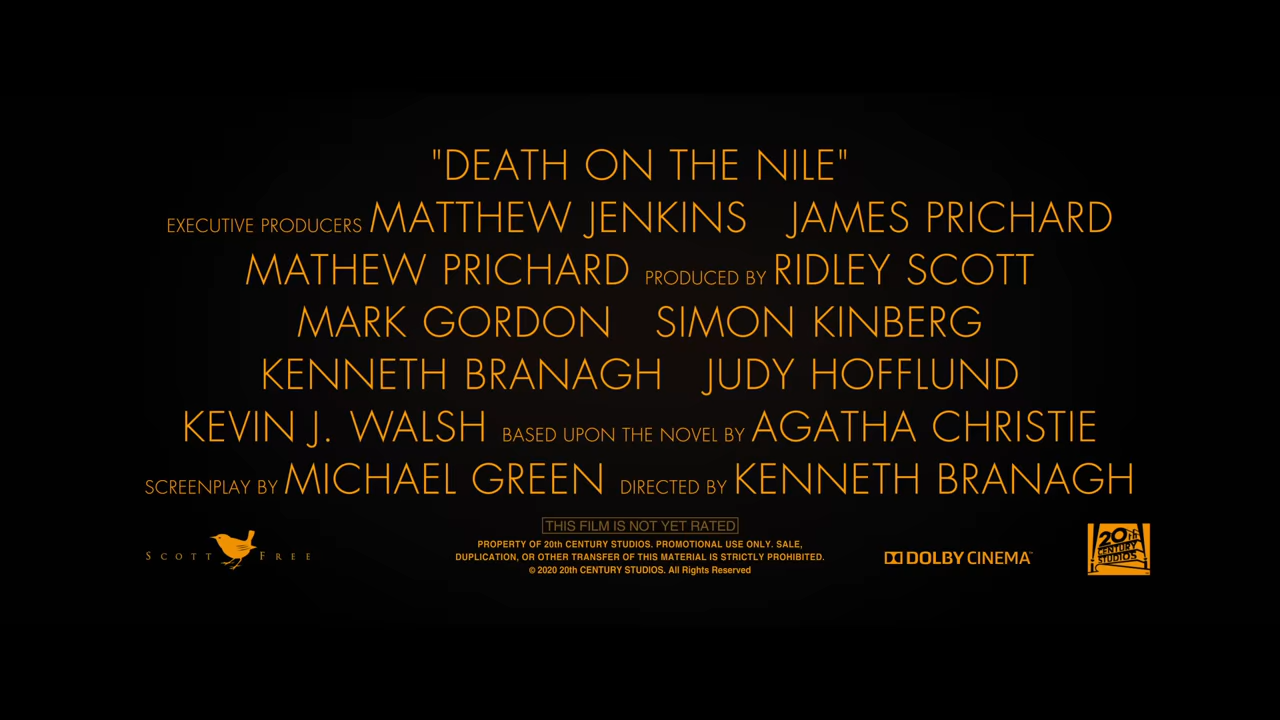 "DEATH ON THE NILE"
EXECUTIVE PRODUCERS MATTHEW JENKINS JAMES PRICHARD
MATHEW PRICHARD PRODUCED BY RIDLEY SCOTT
MARK GORDON SIMON KINBERG
KENNETH BRANAGH JUDY HOFFLUND
KEVIN J. WALSH BASED UPON THE NOVEL BY AGATHA CHRISTIE
SCREENPLAY BY MICHAEL GREEN DIRECTED BY KENNETH BRANAGH
THIS FILM IS NOT YET RATED
PROPERTY OF 20th CENTURY STUDIOS. PROMOTIONAL USE ONLY. SALE,
DUPLICATION, OR OTHER TRANSFER OF THIS MATERIAL IS STRICTLY PROHIBITED.
© 2020 20th CENTURY STUDIOS. All Rights Reserved
SCOTT FREE
DOLBY CINEMA™
20th
CENTURY
STUDIOS